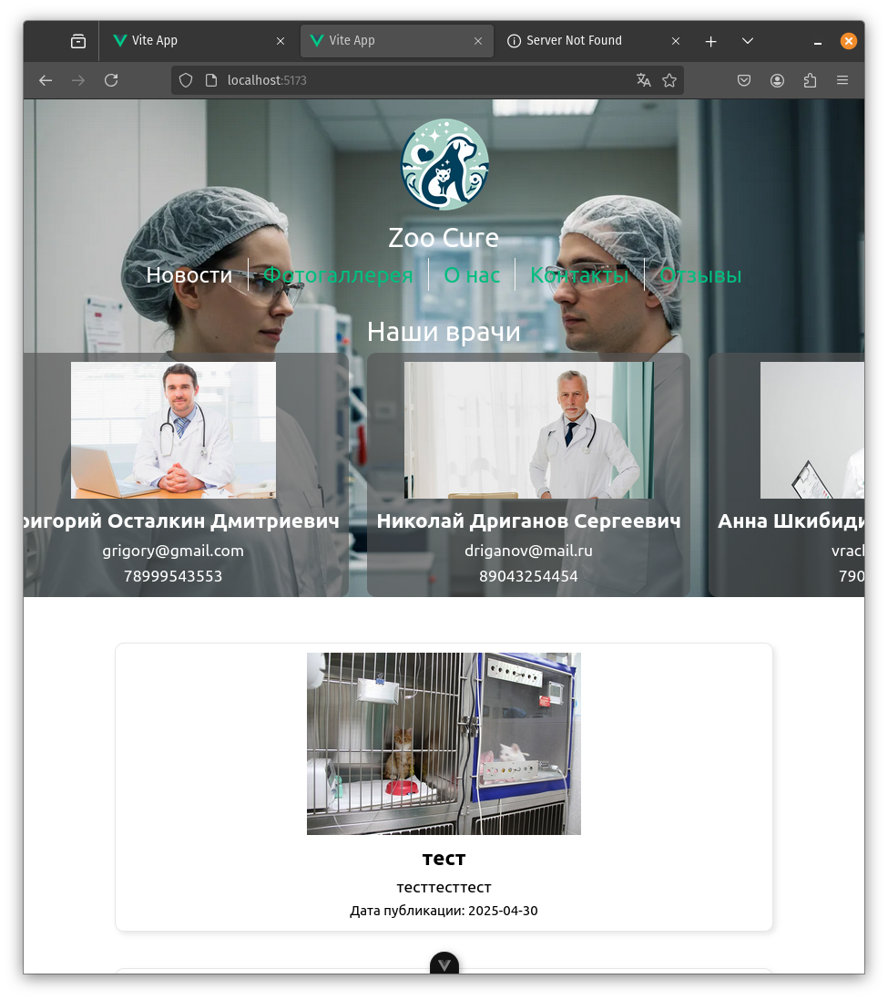 Vite App
Vite App
Server Not Found
localhost:5173
Zoo Cure
Новости Фотогаллерея О нас Контакты Отзывы
Наши врачи
ригорий Осталкин Дмитриевич
grigory@gmail.com
78999543553
Николай Дриганов Сергеевич
driganov@mail.ru
89043254454
Анна Шкибиди
vrach
790
тест
тесттесттест
Дата публикации: 2025-04-30